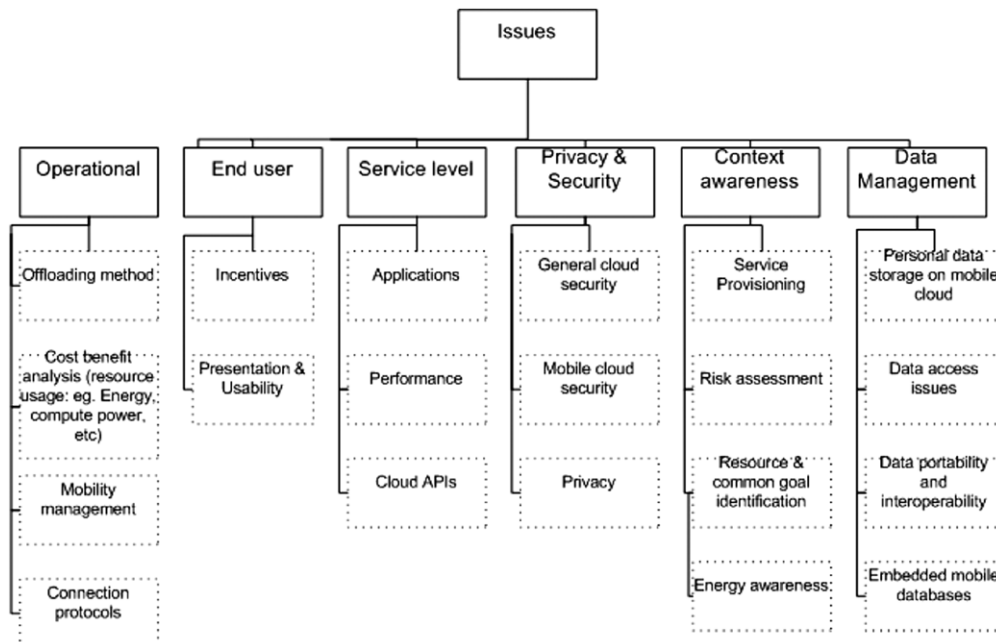 Issues
Operational
End user
Service level
Privacy &
Security
Context
awareness
Data
Management
Offloading method
Cost benefit
analysis (resource
usage: eg. Energy,
compute power,
etc)
Mobility
management
Connection
protocols
Incentives
Presentation &
Usability
Applications
Performance
Cloud APIs
General cloud
security
Mobile cloud
security
Privacy
Service
Provisioning
Risk assessment
Resource &
common goal
identification
Energy awareness
Personal data
storage on mobile
cloud
Data access
issues
Data portability
and
interoperability
Embedded mobile
databases